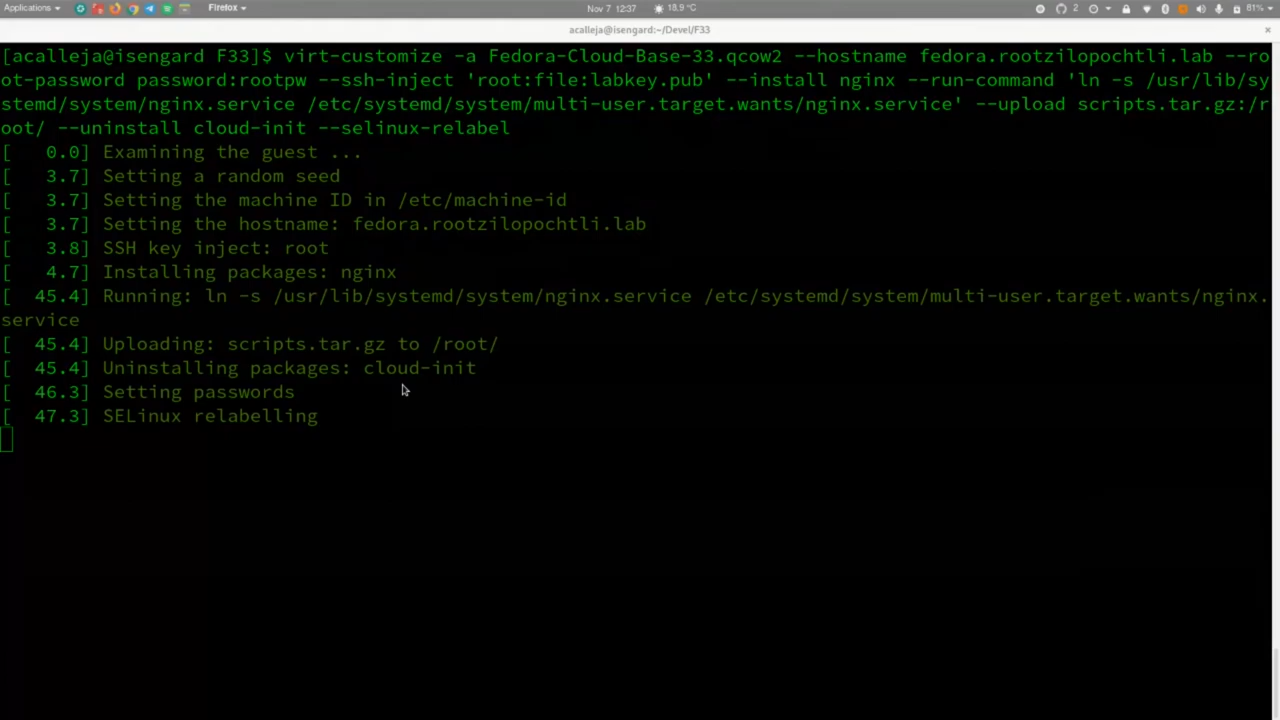 Applications
Firefox
Nov 7 12:37
18,9 °C
2
81%
acalleja@isengard:~/Devel/F33
[acalleja@isengard F33]$ virt-customize -a Fedora-Cloud-Base-33.qcow2 --hostname fedora.rootzilopochtli.lab --ro
ot-password password:rootpw --ssh-inject 'root:file:labkey.pub' --install nginx --run-command 'ln -s /usr/lib/sy
stemd/system/nginx.service /etc/systemd/system/multi-user.target.wants/nginx.service' --upload scripts.tar.gz:/r
oot/ --uninstall cloud-init --selinux-relabel
[   0.0] Examining the guest ...
[   3.7] Setting a random seed
[   3.7] Setting the machine ID in /etc/machine-id
[   3.7] Setting the hostname: fedora.rootzilopochtli.lab
[   3.8] SSH key inject: root
[   4.7] Installing packages: nginx
[  45.4] Running: ln -s /usr/lib/systemd/system/nginx.service /etc/systemd/system/multi-user.target.wants/nginx.
service
[  45.4] Uploading: scripts.tar.gz to /root/
[  45.4] Uninstalling packages: cloud-init
[  46.3] Setting passwords
[  47.3] SELinux relabelling